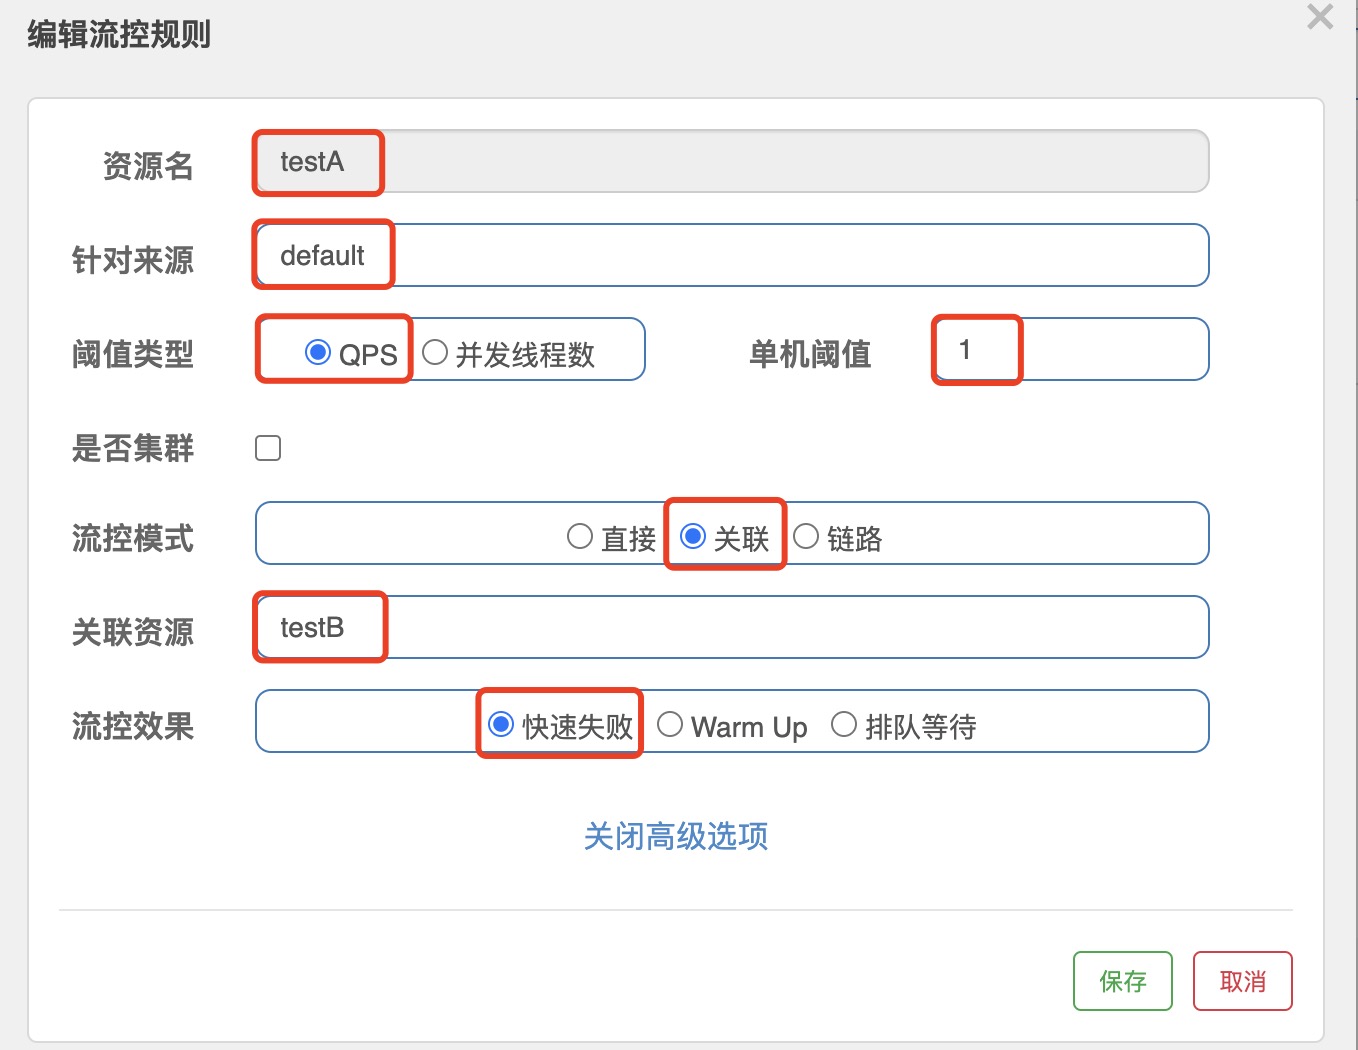 编辑流控规则
资源名 testA
针对来源 default
阈值类型 QPS 并发线程数 单机阈值 1
是否集群
流控模式 直接 关联 链路
关联资源 testB
流控效果 快速失败 Warm Up 排队等待
关闭高级选项
保存 取消